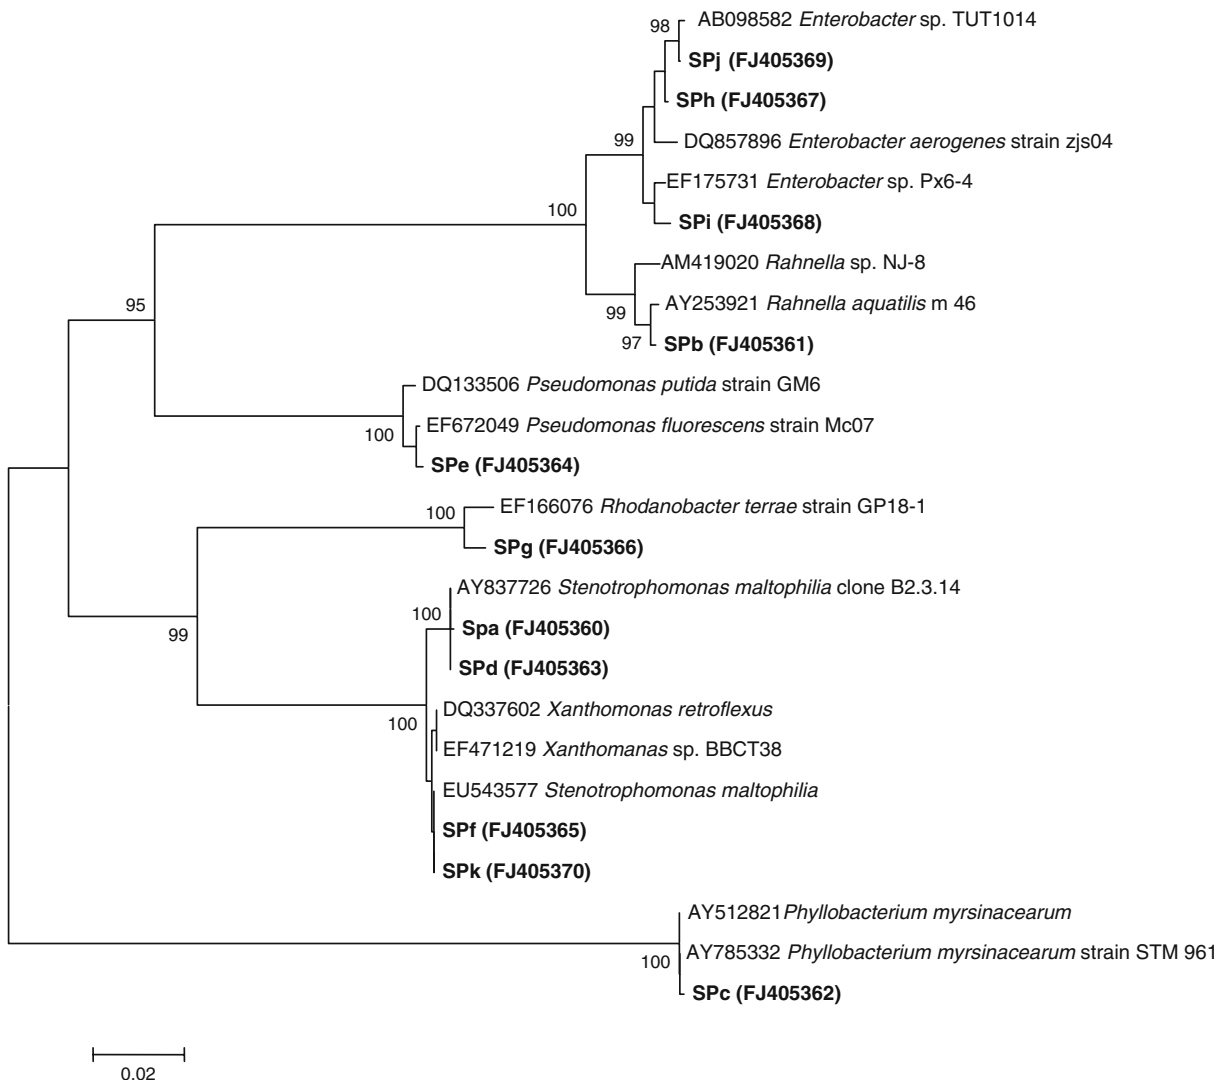 98
AB098582 Enterobacter sp. TUT1014
SPj (FJ405369)
SPh (FJ405367)
99
DQ857896 Enterobacter aerogenes strain zjs04
EF175731 Enterobacter sp. Px6-4
100
SPi (FJ405368)
AM419020 Rahnella sp. NJ-8
95
AY253921 Rahnella aquatilis m 46
99
97
SPb (FJ405361)
DQ133506 Pseudomonas putida strain GM6
EF672049 Pseudomonas fluorescens strain Mc07
100
SPe (FJ405364)
EF166076 Rhodanobacter terrae strain GP18-1
100
SPg (FJ405366)
AY837726 Stenotrophomonas maltophilia clone B2.3.14
100
Spa (FJ405360)
99
SPd (FJ405363)
DQ337602 Xanthomonas retroflexus
100
EF471219 Xanthomanas sp. BBCT38
EU543577 Stenotrophomonas maltophilia
SPf (FJ405365)
SPk (FJ405370)
AY512821Phyllobacterium myrsinacearum
AY785332 Phyllobacterium myrsinacearum strain STM 961
100
SPc (FJ405362)
0.02